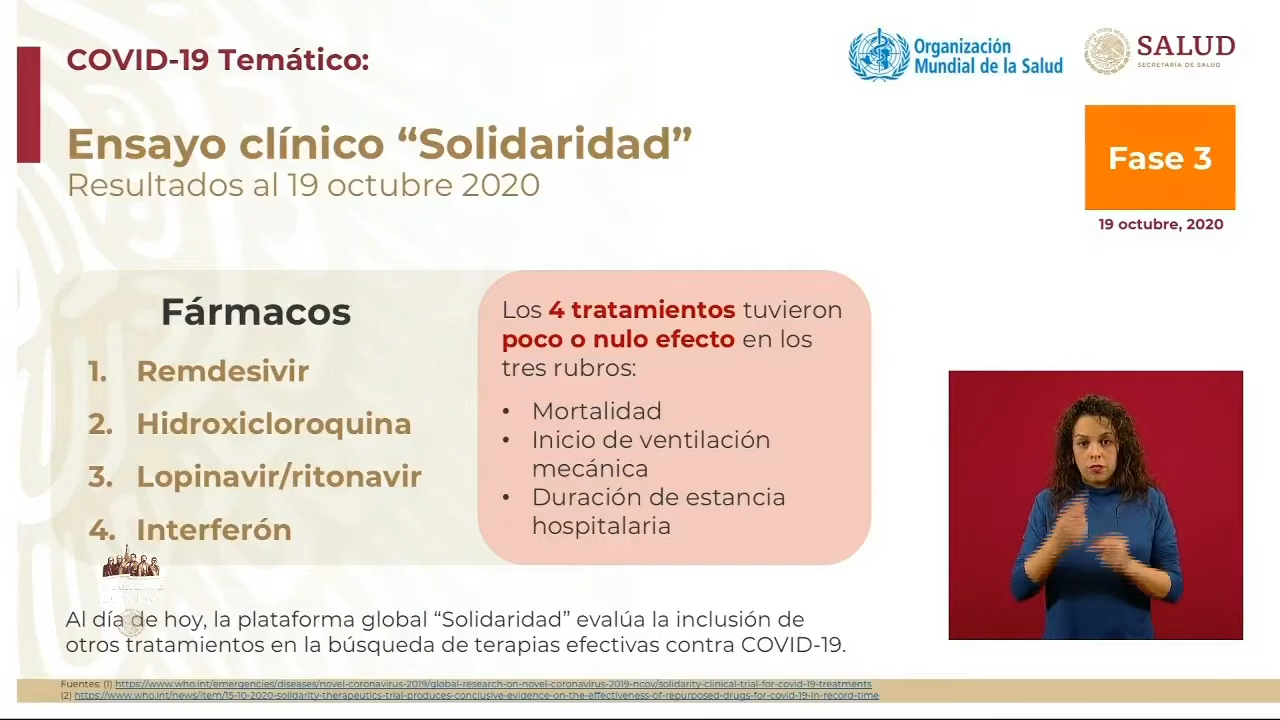 COVID-19 Temático:
Organización
Mundial de la Salud
SALUD
SECRETARÍA DE SALUD
Ensayo clínico “Solidaridad”
Resultados al 19 octubre 2020
Fase 3
19 octubre, 2020
Fármacos
1. Remdesivir
2. Hidroxicloroquina
3. Lopinavir/ritonavir
4. Interferón
Los 4 tratamientos tuvieron
poco o nulo efecto en los
tres rubros:
• Mortalidad
• Inicio de ventilación
mecánica
• Duración de estancia
hospitalaria
Al día de hoy, la plataforma global “Solidaridad” evalúa la inclusión de
otros tratamientos en la búsqueda de terapias efectivas contra COVID-19.
Fuentes: (1) https://www.who.int/emergencies/diseases/novel-coronavirus-2019/global-research-on-novel-coronavirus-2019-ncov/solidarity-clinical-trial-for-covid-19-treatments
(2) https://www.who.int/news/item/15-10-2020-solidarity-therapeutics-trial-produces-conclusive-evidence-on-the-effectiveness-of-repurposed-drugs-for-covid-19-in-record-time